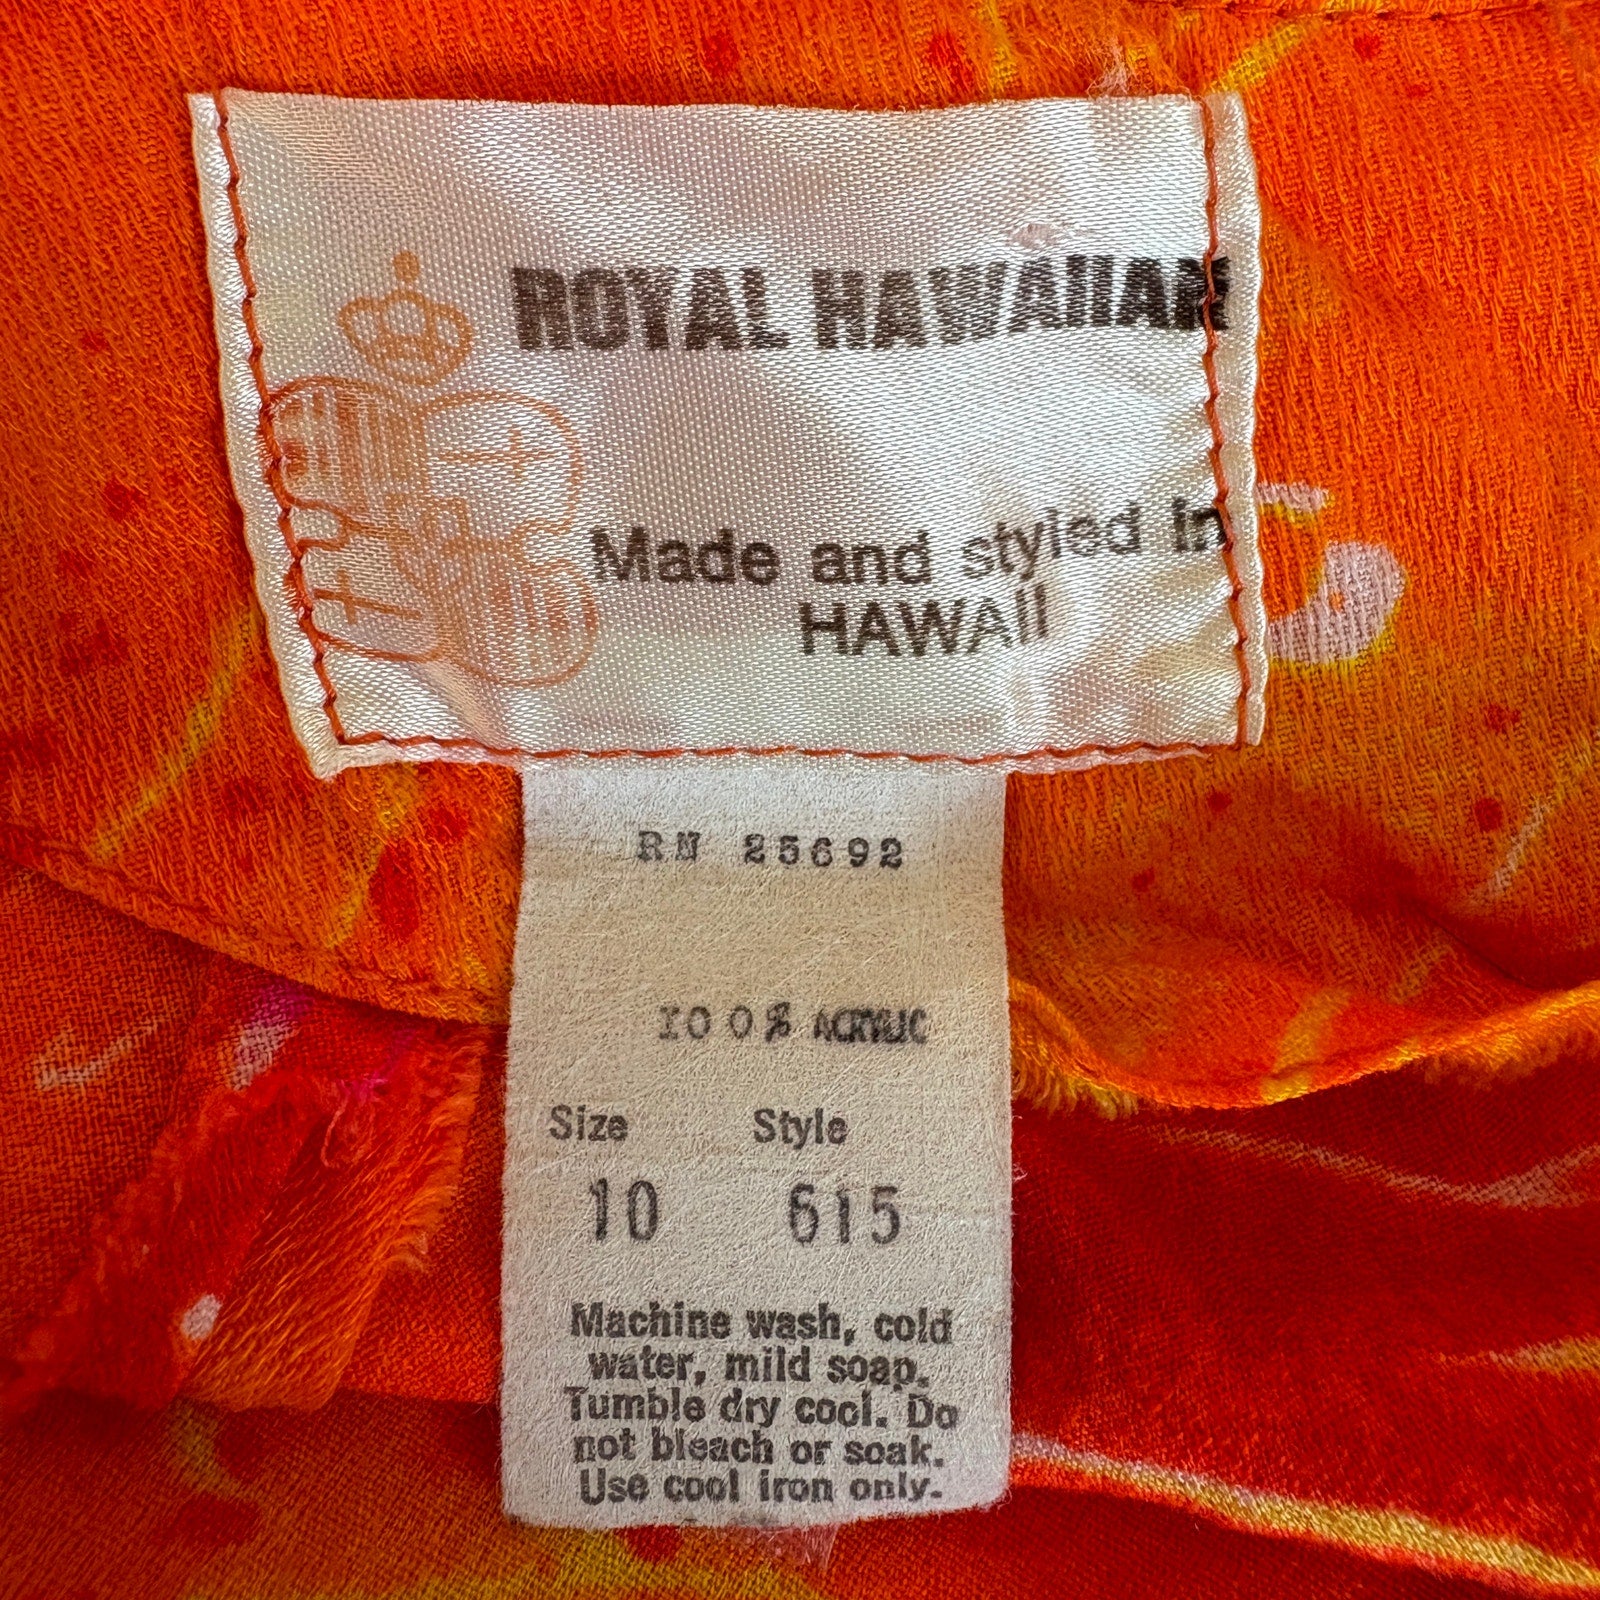 ROYAL HAWAIIAN
Made and styled in
HAWAII
RN 25692
100% ACRYLIC
Size Style
10 615
Machine wash, cold
water, mild soap.
Tumble dry cool. Do
not bleach or soak.
Use cool iron only.